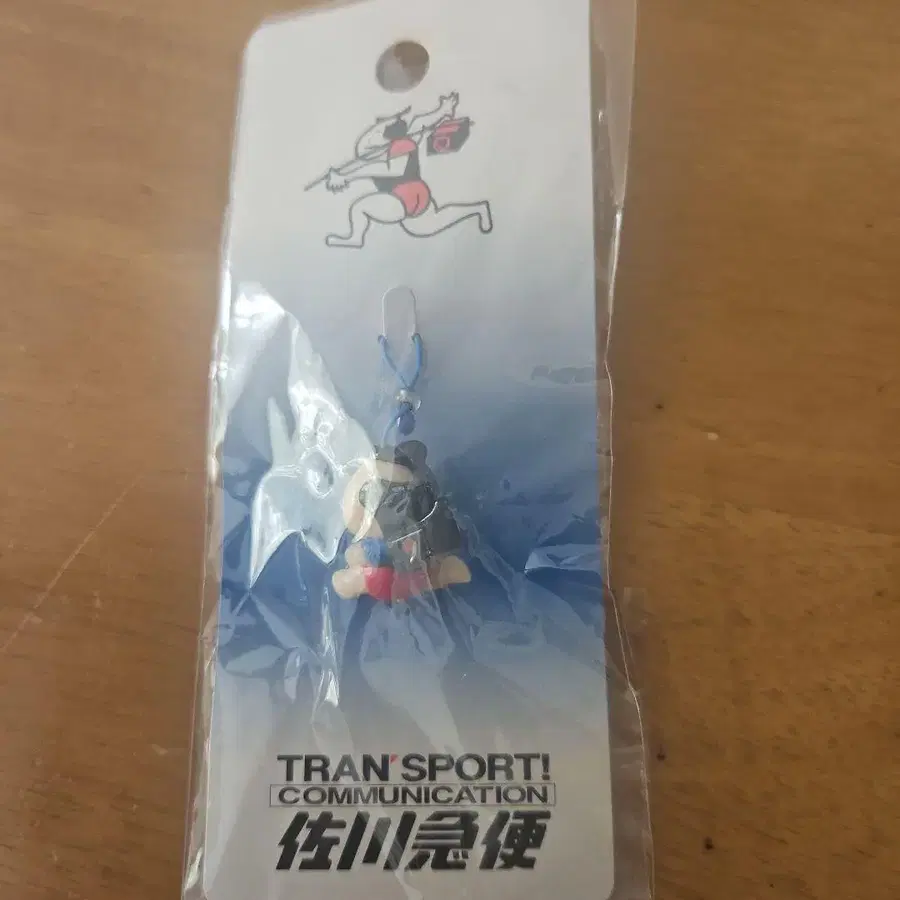 TRAN'SPORT!
COMMUNICATION
佐川急便